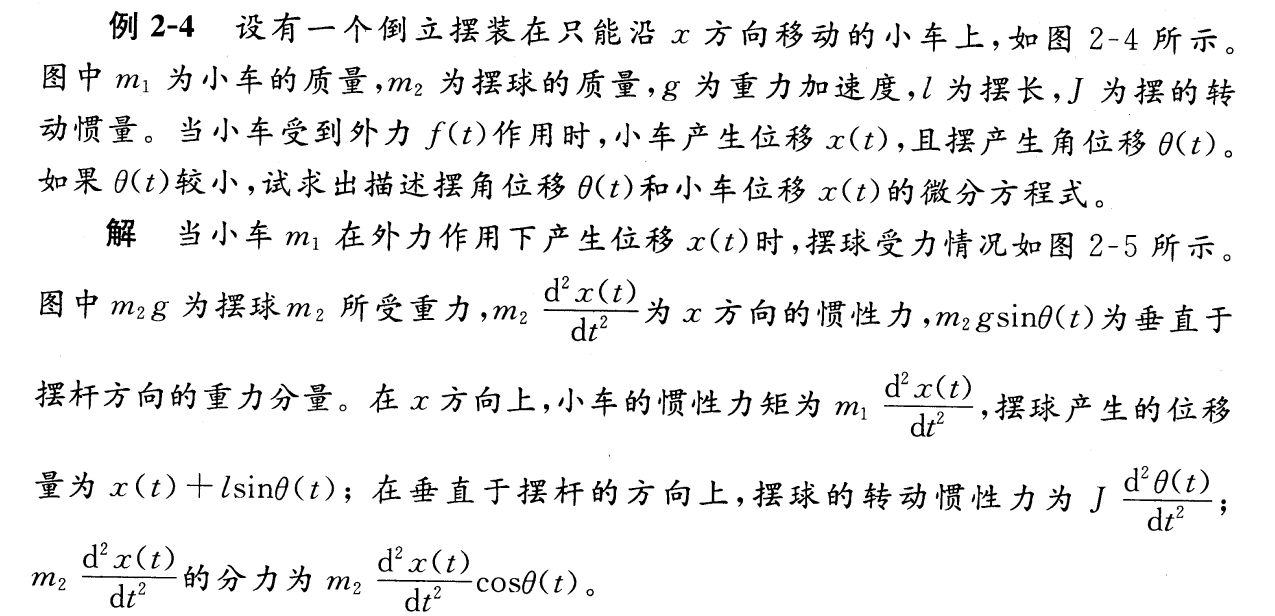 例 2-4 设有一个倒立摆装在只能沿 x 方向移动的小车上,如图 2-4 所示。
图中 m₁ 为小车的质量,m₂ 为摆球的质量,g 为重力加速度,l 为摆长,J 为摆的转
动惯量。当小车受到外力 f(t)作用时,小车产生位移 x(t),且摆产生角位移 θ(t)。
如果 θ(t)较小,试求出描述摆角位移 θ(t)和小车位移 x(t)的微分方程式。
解 当小车 m₁ 在外力作用下产生位移 x(t)时,摆球受力情况如图 2-5 所示。
图中 m₂g 为摆球 m₂ 所受重力,m₂ d²x(t)/dt² 为 x 方向的惯性力,m₂gsinθ(t)为垂直于
摆杆方向的重力分量。在 x 方向上,小车的惯性力矩为 m₁ d²x(t)/dt²,摆球产生的位移
量为 x(t)+lsinθ(t);在垂直于摆杆的方向上,摆球的转动惯性力为 J d²θ(t)/dt²;
m₂ d²x(t)/dt² 的分力为 m₂ d²x(t)/dt² cosθ(t)。